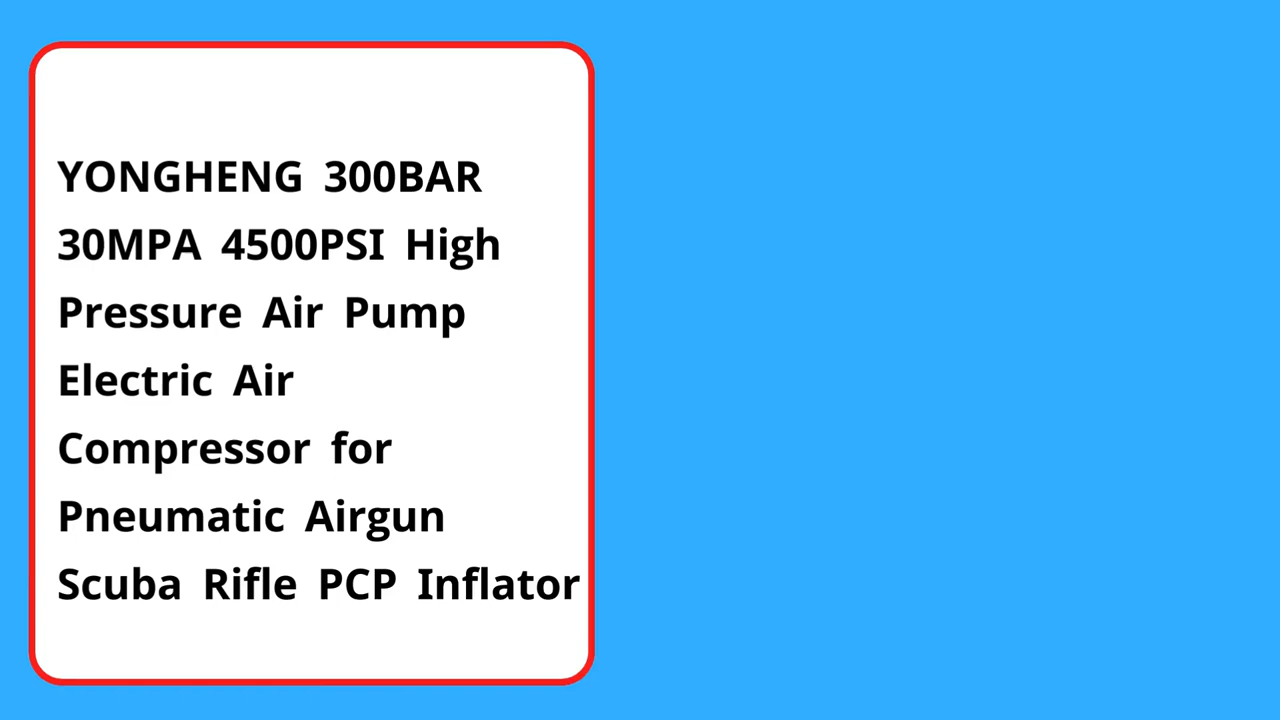 YONGHENG 300BAR
30MPA 4500PSI High
Pressure Air Pump
Electric Air
Compressor for
Pneumatic Airgun
Scuba Rifle PCP Inflator